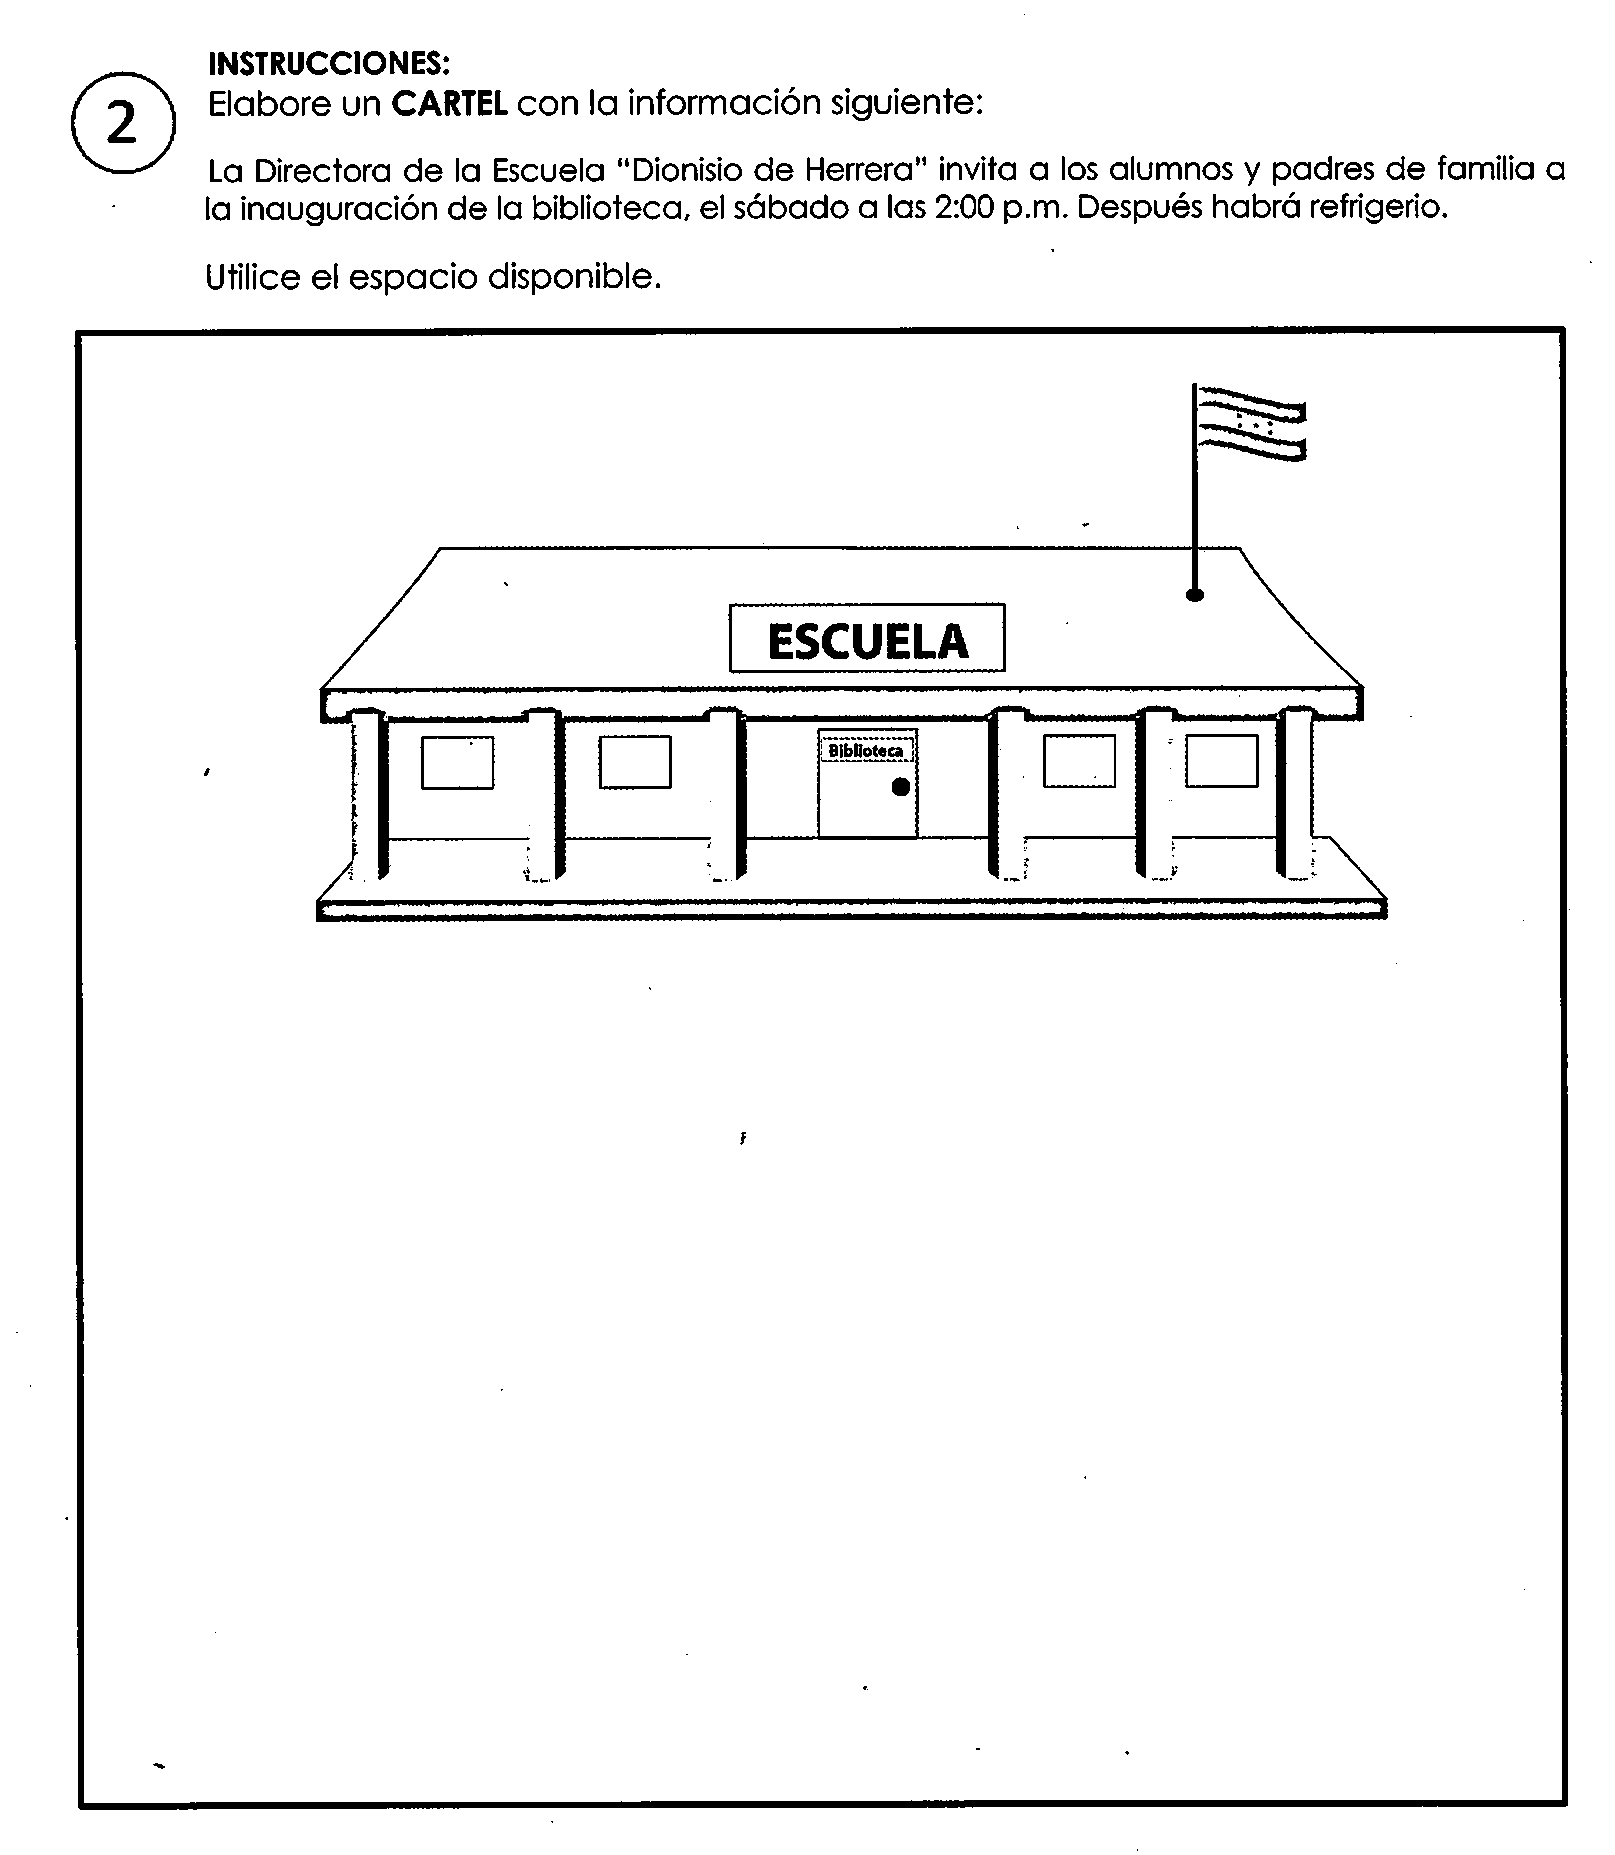 INSTRUCCIONES:
2
Elabore un CARTEL con la información siguiente:
La Directora de la Escuela "Dionisio de Herrera" invita a los alumnos y padres de familia a
la inauguración de la biblioteca, el sábado a las 2:00 p.m. Después habrá refrigerio.
Utilice el espacio disponible.
ESCUELA
Biblioteca